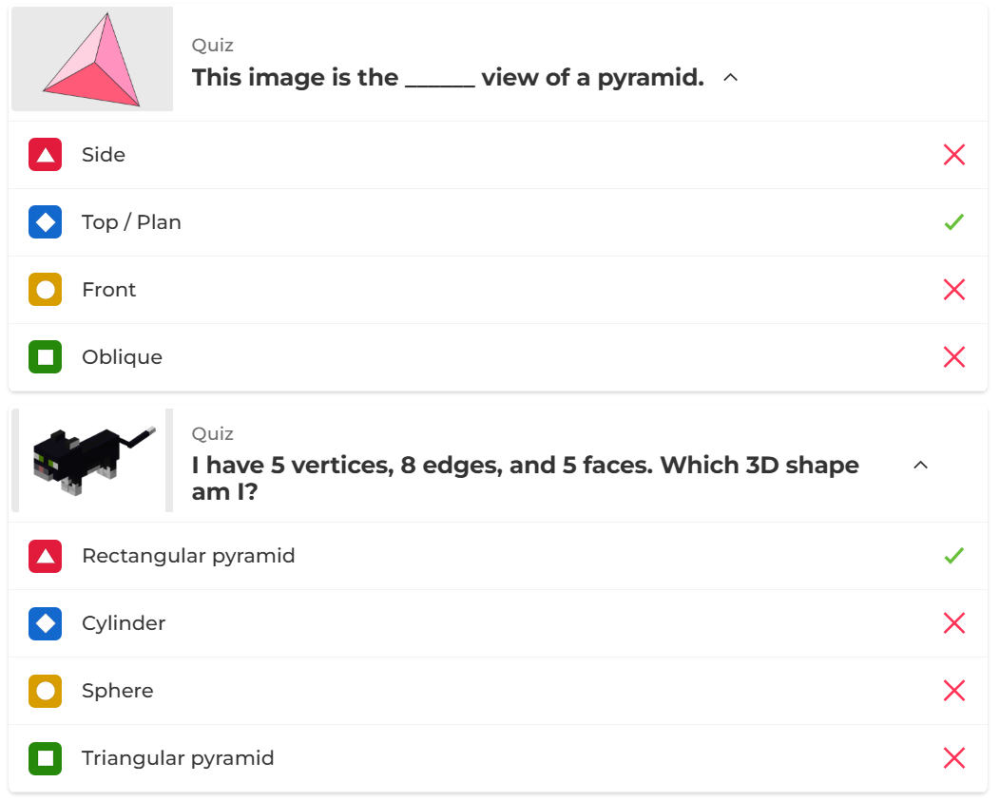 Quiz
This image is the ______ view of a pyramid.
Side
Top / Plan
Front
Oblique
Quiz
I have 5 vertices, 8 edges, and 5 faces. Which 3D shape
am I?
Rectangular pyramid
Cylinder
Sphere
Triangular pyramid